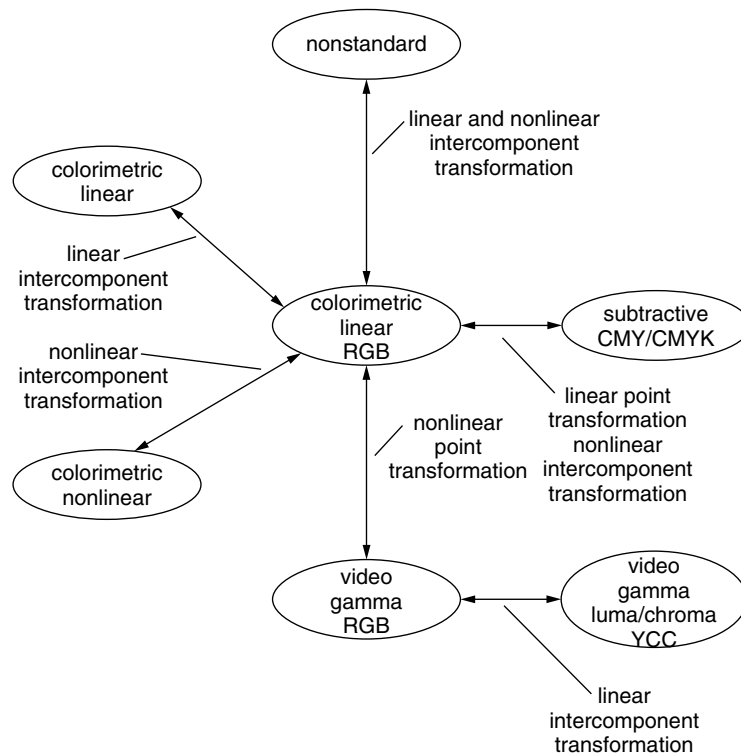 nonstandard
linear and nonlinear
intercomponent
transformation
colorimetric
linear
linear
intercomponent
transformation
colorimetric
linear
RGB
subtractive
CMY/CMYK
nonlinear
intercomponent
transformation
linear point
transformation
nonlinear
intercomponent
transformation
nonlinear
point
transformation
colorimetric
nonlinear
video
gamma
RGB
video
gamma
luma/chroma
YCC
linear
intercomponent
transformation